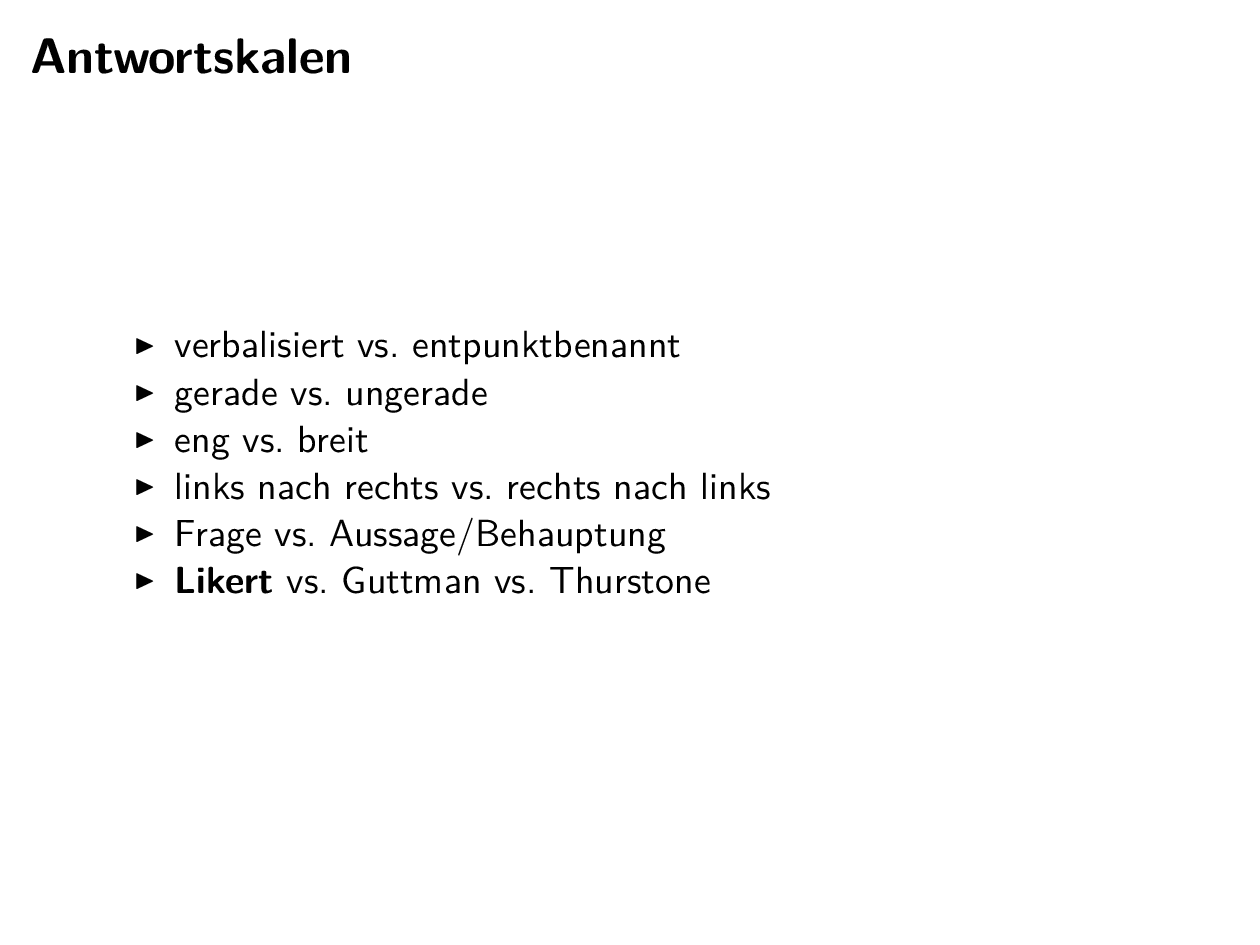 Antwortskalen
▶ verbalisiert vs. entpunktbenannt
▶ gerade vs. ungerade
▶ eng vs. breit
▶ links nach rechts vs. rechts nach links
▶ Frage vs. Aussage/Behauptung
▶ Likert vs. Guttman vs. Thurstone